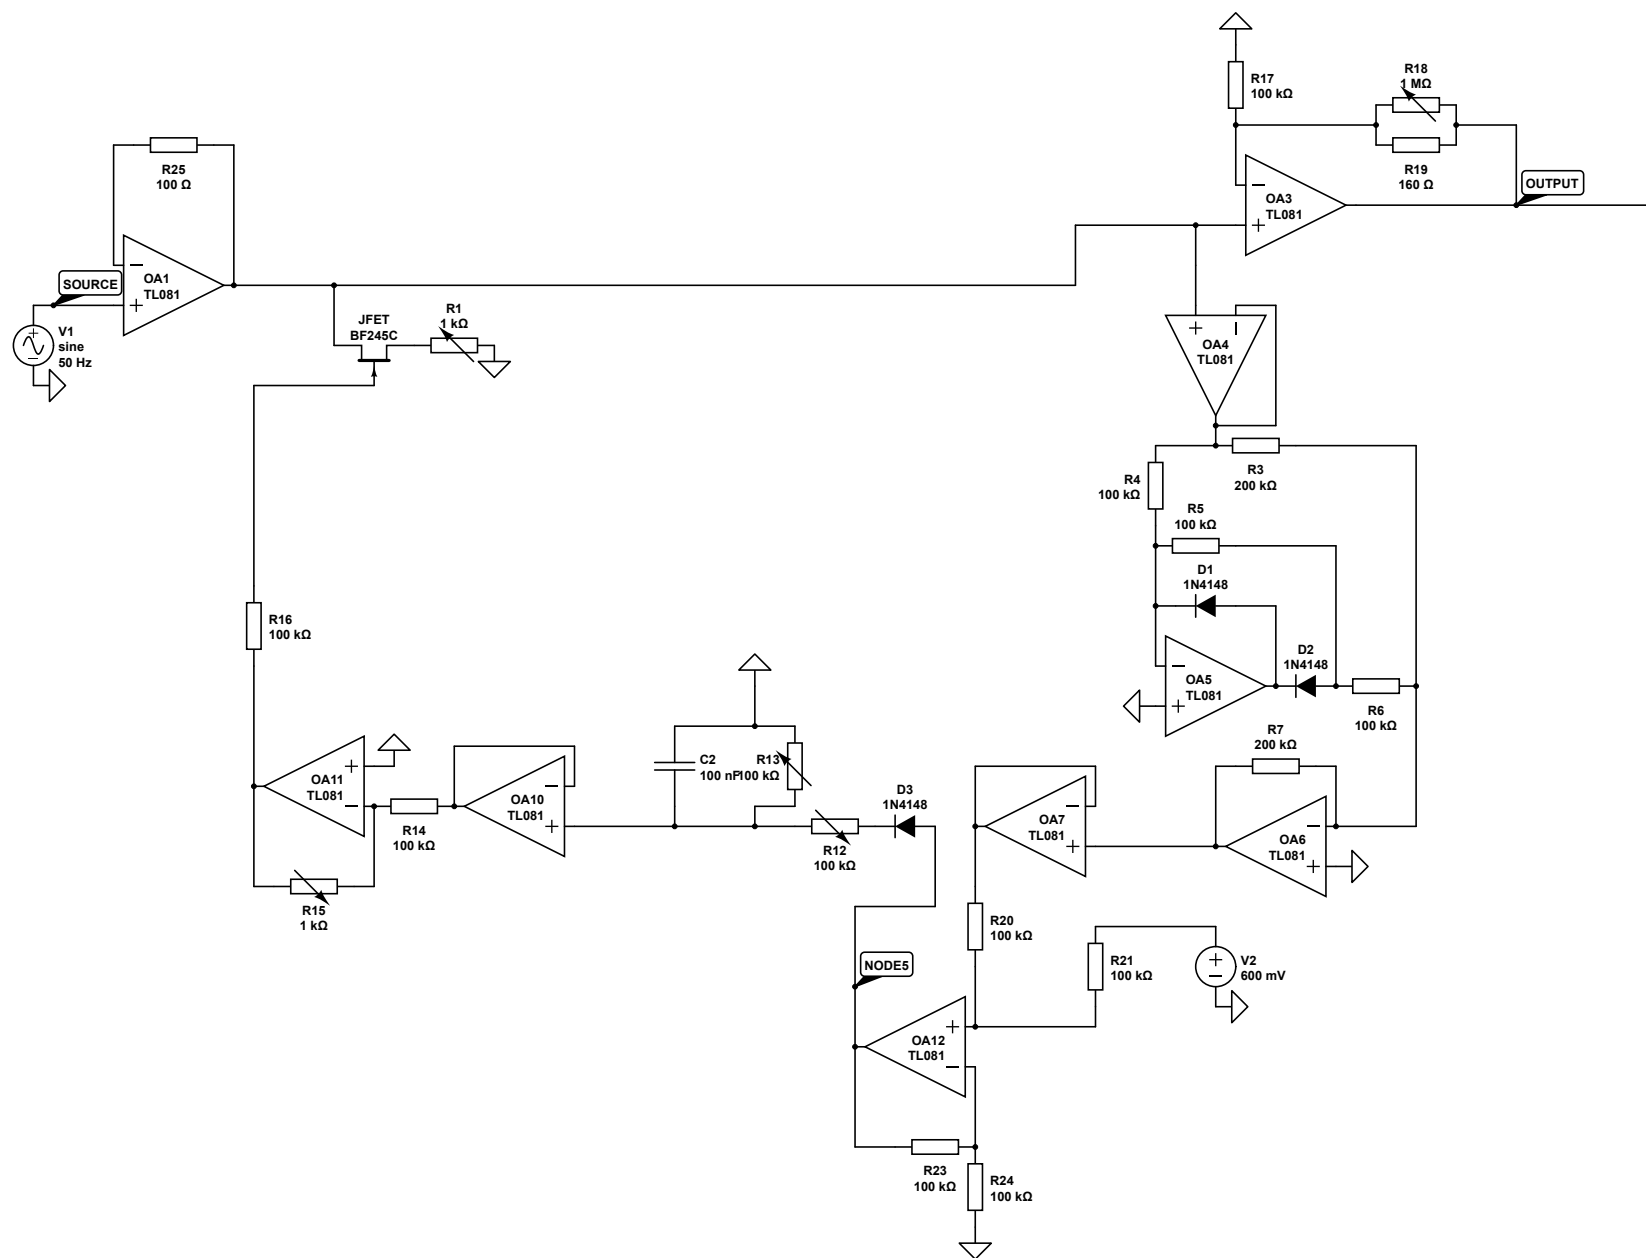 R17
100 kΩ
R18
1 MΩ
R19
160 Ω
OUTPUT
OA3
TL081
R25
100 Ω
SOURCE
OA1
TL081
V1
sine
50 Hz
JFET
BF245C
R1
1 kΩ
OA4
TL081
R3
200 kΩ
R4
100 kΩ
R5
100 kΩ
D1
1N4148
D2
1N4148
OA5
TL081
R6
100 kΩ
R16
100 kΩ
R7
200 kΩ
C2
100 nF
R13
100 kΩ
D3
1N4148
OA11
TL081
OA10
TL081
R14
100 kΩ
R12
100 kΩ
OA7
TL081
OA6
TL081
R15
1 kΩ
R20
100 kΩ
R21
100 kΩ
V2
600 mV
NODE5
OA12
TL081
R23
100 kΩ
R24
100 kΩ